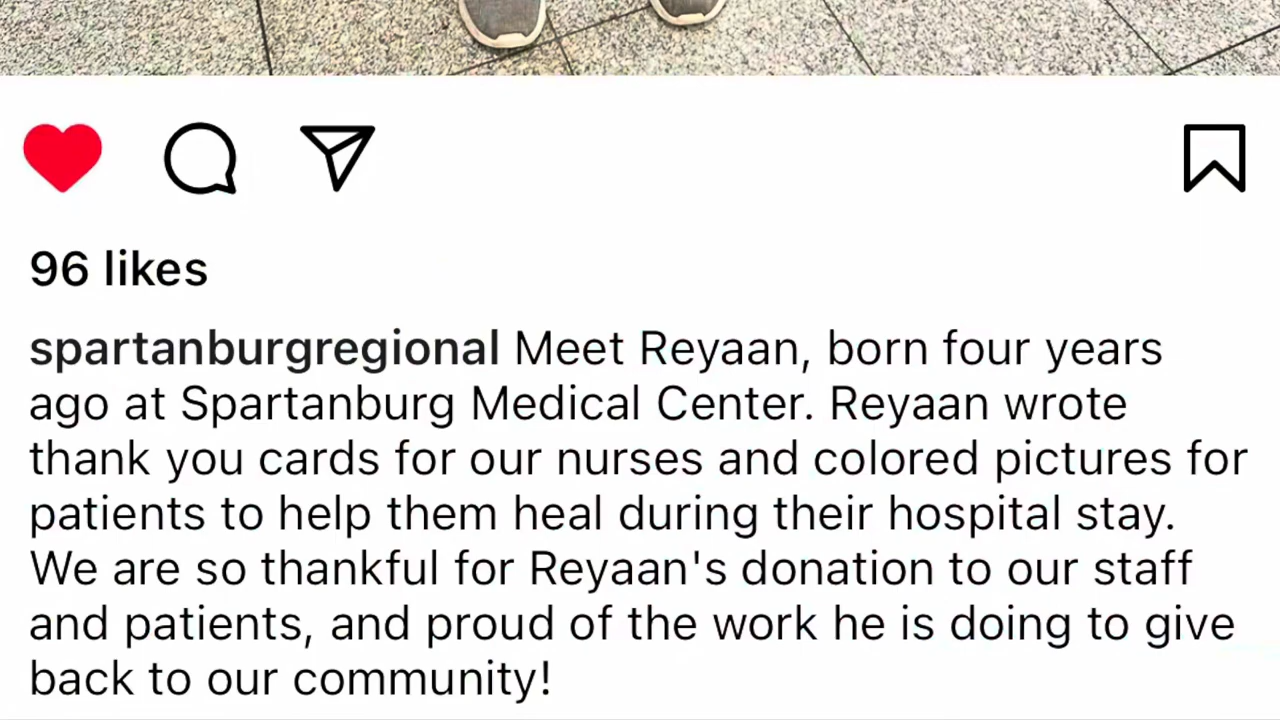 96 likes
spartanburgregional Meet Reyaan, born four years
ago at Spartanburg Medical Center. Reyaan wrote
thank you cards for our nurses and colored pictures for
patients to help them heal during their hospital stay.
We are so thankful for Reyaan's donation to our staff
and patients, and proud of the work he is doing to give
back to our community!